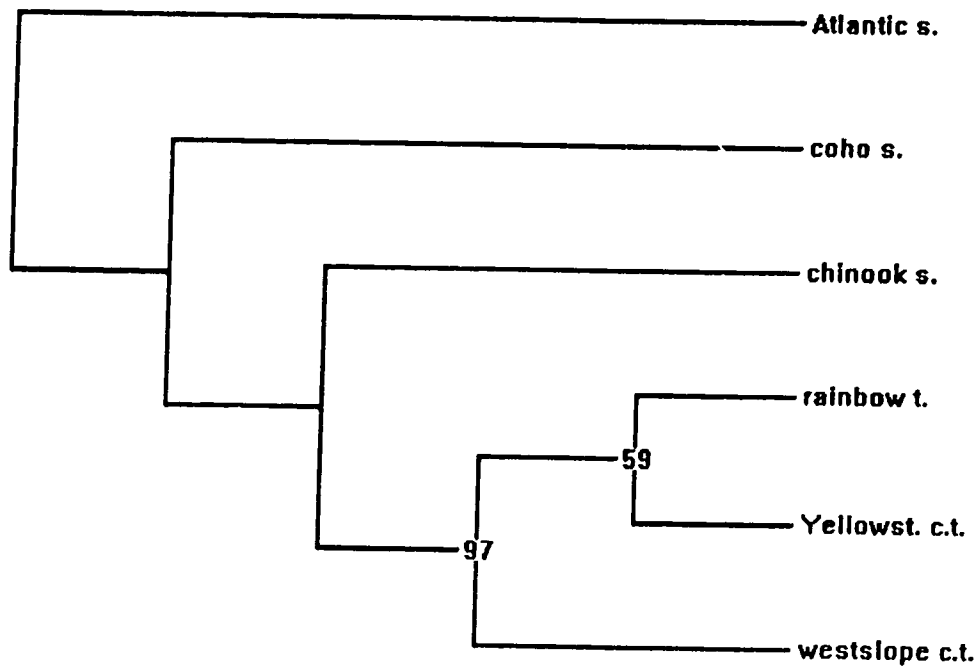 Atlantic s.
coho s.
chinook s.
rainbow t.
59
Yellowst. c.t.
97
westslope c.t.